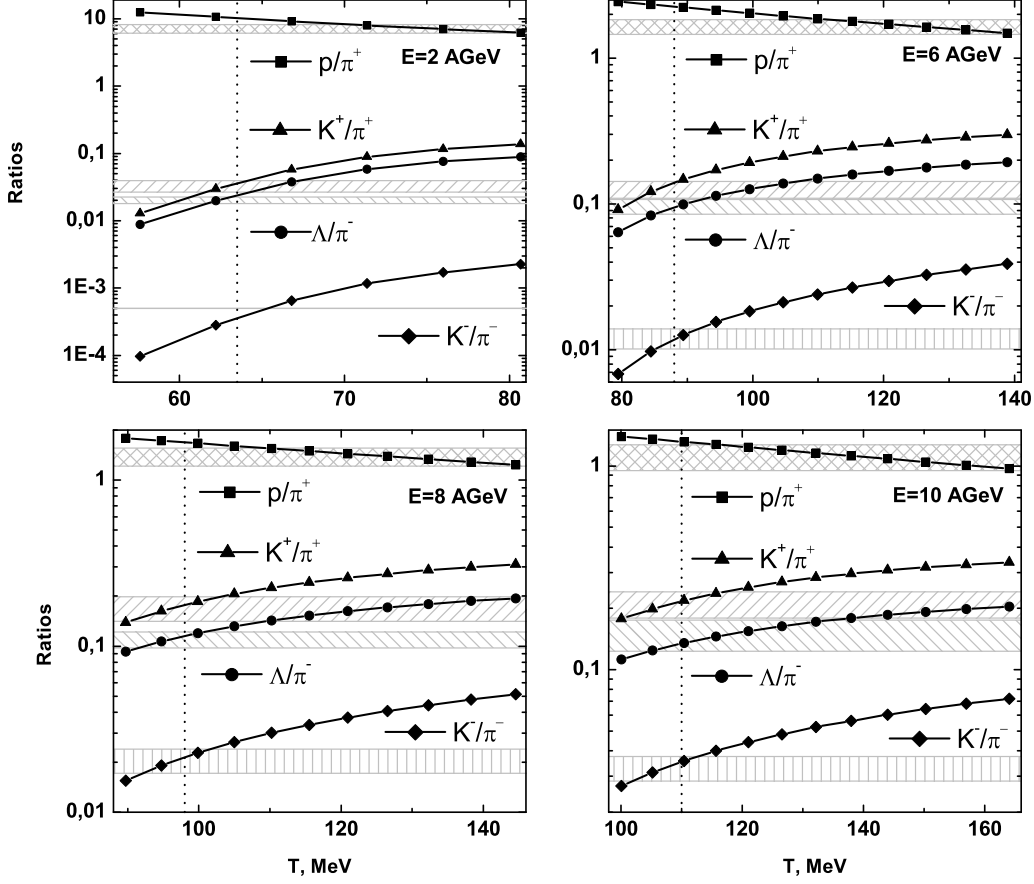 10
1
0,1
0,01
1E-3
1E-4
Ratios
E=2 AGeV
p/π⁺
K⁺/π⁺
Λ/π⁻
K⁻/π⁻
60
70
80
1
0,1
0,01
E=6 AGeV
p/π⁺
K⁺/π⁺
Λ/π⁻
K⁻/π⁻
80
100
120
140
1
0,1
0,01
Ratios
E=8 AGeV
p/π⁺
K⁺/π⁺
Λ/π⁻
K⁻/π⁻
100
120
140
T, MeV
1
0,1
E=10 AGeV
p/π⁺
K⁺/π⁺
Λ/π⁻
K⁻/π⁻
100
120
140
160
T, MeV